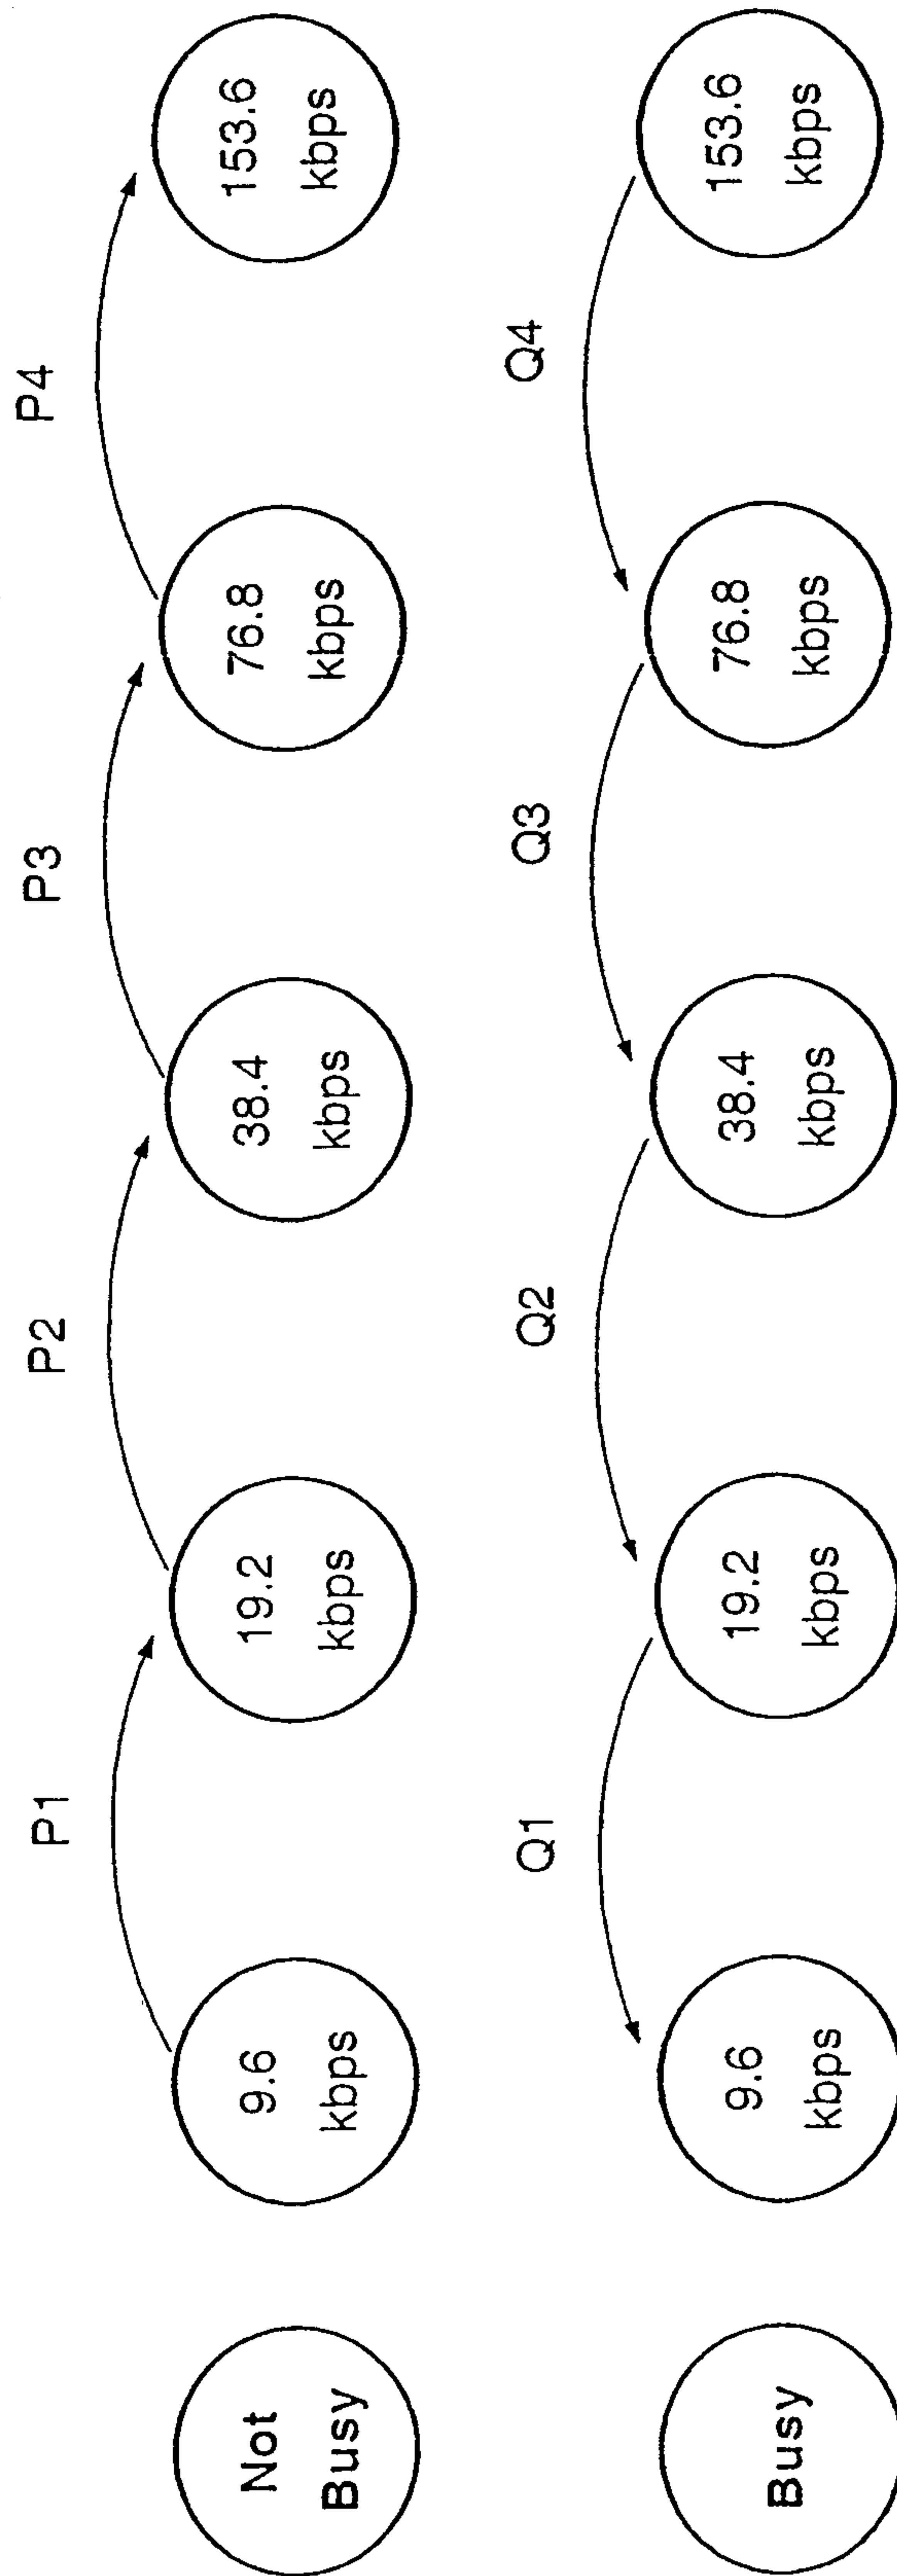 P1
P2
P3
P4
Not
Busy
9.6
kbps
19.2
kbps
38.4
kbps
76.8
kbps
153.6
kbps
Q1
Q2
Q3
Q4
Busy
9.6
kbps
19.2
kbps
38.4
kbps
76.8
kbps
153.6
kbps